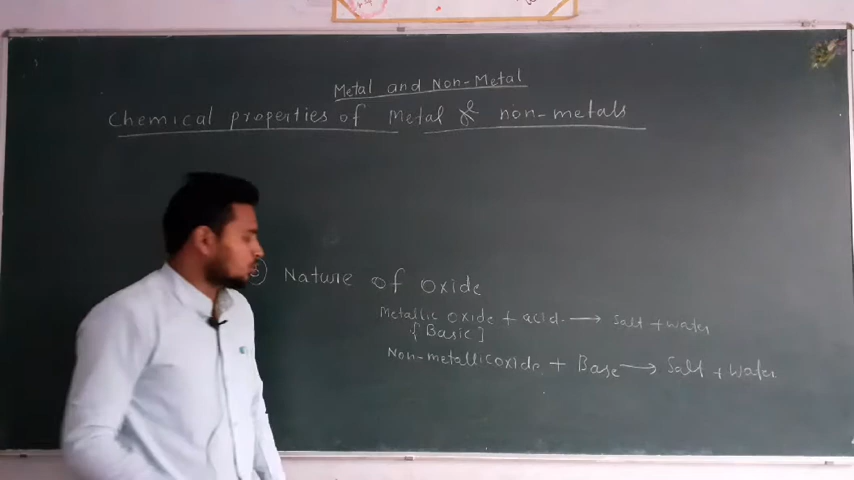 Metal and Non-Metal
Chemical properties of Metal & non-metals
Nature of Oxide
Metallic oxide + acid ⟶ Salt + water
{ Basic ]
Non-metallic oxide + Base ⟶ Salt + Water